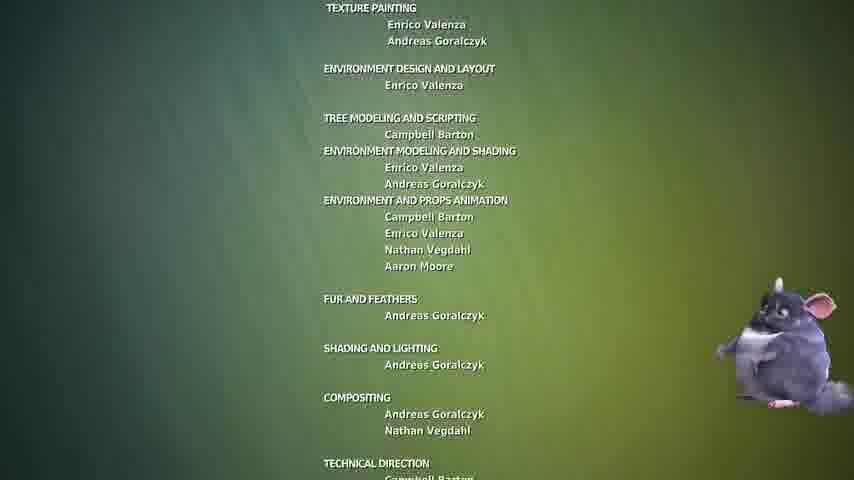 TEXTURE PAINTING
Enrico Valenza
Andreas Goralczyk
ENVIRONMENT DESIGN AND LAYOUT
Enrico Valenza
TREE MODELING AND SCRIPTING
Campbell Barton
ENVIRONMENT MODELING AND SHADING
Enrico Valenza
Andreas Goralczyk
ENVIRONMENT AND PROPS ANIMATION
Campbell Barton
Enrico Valenza
Nathan Vegdahl
Aaron Moore
FUR AND FEATHERS
Andreas Goralczyk
SHADING AND LIGHTING
Andreas Goralczyk
COMPOSITING
Andreas Goralczyk
Nathan Vegdahl
TECHNICAL DIRECTION
Campbell Barton